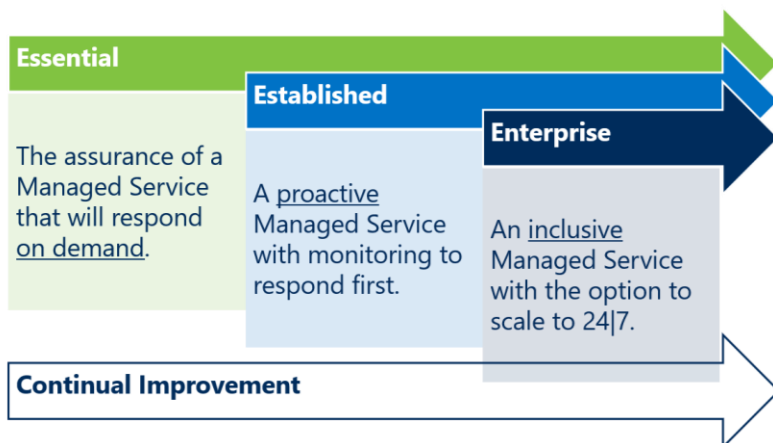 Essential
The assurance of a
Managed Service
that will respond
on demand.
Established
A proactive
Managed Service
with monitoring to
respond first.
Enterprise
An inclusive
Managed Service
with the option to
scale to 24|7.
Continual Improvement